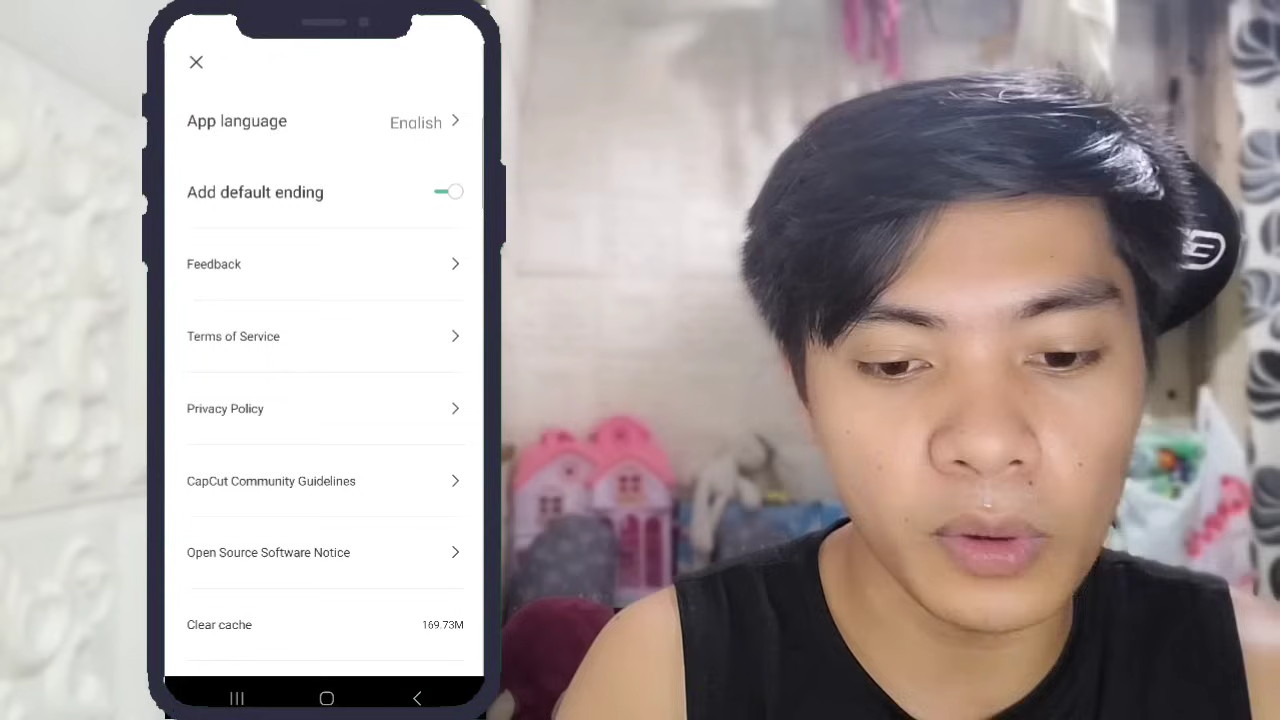 App language
English
Add default ending
Feedback
Terms of Service
Privacy Policy
CapCut Community Guidelines
Open Source Software Notice
Clear cache
169.73M